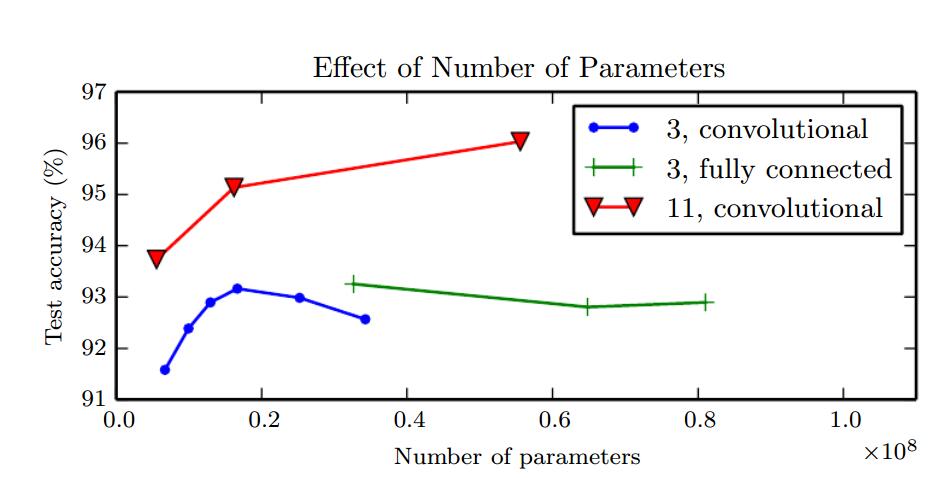 Effect of Number of Parameters
97
96
95
94
93
92
91
Test accuracy (%)
3, convolutional
3, fully connected
11, convolutional
0.0 0.2 0.4 0.6 0.8 1.0
×10⁸
Number of parameters